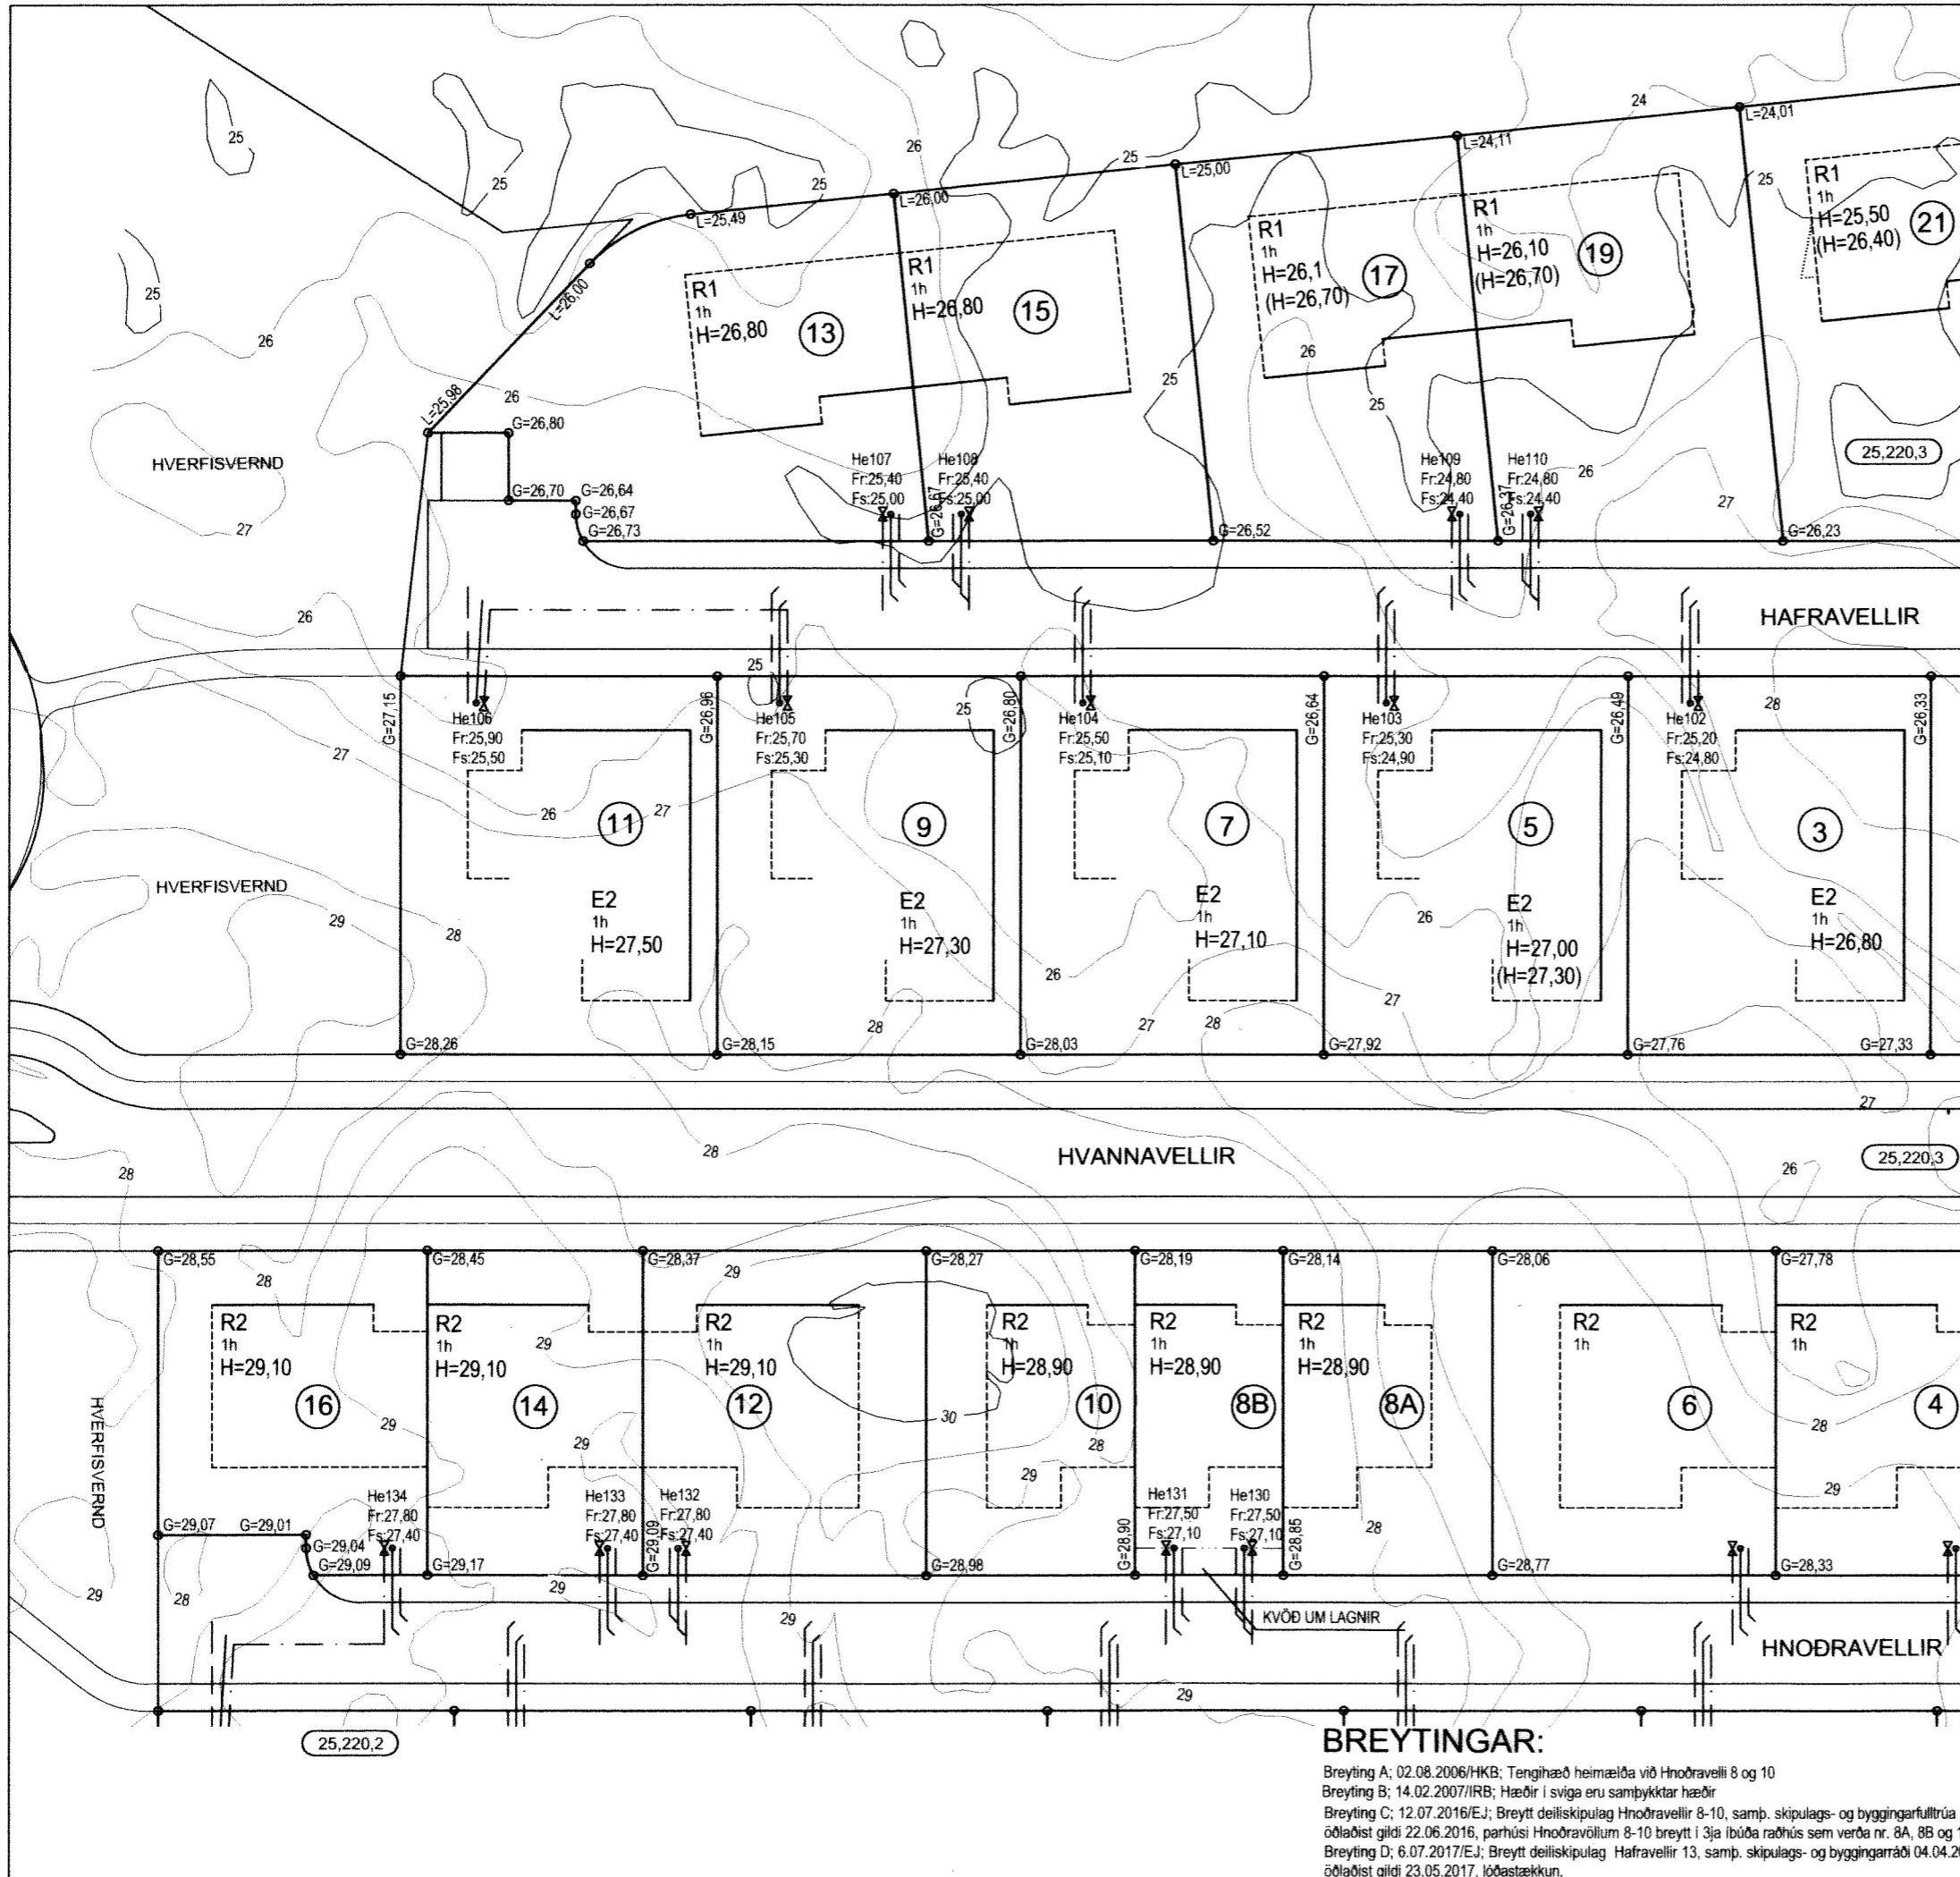 24
L=24,01
25
26
L=24,11
25
L=25,00
25
25
25
L=26,00
L=25,49
25
R1
1h
H=25,50
(H=26,40)
21
R1
1h
H=26,10
(H=26,70)
19
R1
1h
H=26,1
(H=26,70)
17
R1
1h
H=26,80
15
R1
1h
H=26,80
13
25
L=26,00
26
26
25
25
L=25,98
26
G=26,80
HVERFISVERND
25,220,3
He107
Fr:25,40
Fs:25,00
He108
Fr:25,40
Fs:25,00
He109
Fr:24,80
Fs:24,40
He110
Fr:24,80
Fs:24,40
26
27
G=26,70
G=26,64
G=26,67
G=26,73
G=26,67
G=26,52
G=26,37
G=26,23
27
26
HAFRAVELLIR
25
25
G=27,15
G=26,96
G=26,80
G=26,64
G=26,49
G=26,33
28
He106
Fr:25,90
Fs:25,50
He105
Fr:25,70
Fs:25,30
He104
Fr:25,50
Fs:25,10
He103
Fr:25,30
Fs:24,90
He102
Fr:25,20
Fs:24,80
27
26
27
11
9
7
5
3
HVERFISVERND
29
28
E2
1h
H=27,50
E2
1h
H=27,30
E2
1h
H=27,10
E2
1h
H=27,00
(H=27,30)
E2
1h
H=26,80
26
26
27
28
27
28
G=28,26
G=28,15
G=28,03
G=27,92
G=27,76
G=27,33
27
28
28
HVANNAVELLIR
26
25,220,3
G=28,55
G=28,45
G=28,37
G=28,27
G=28,19
G=28,14
G=28,06
G=27,78
28
29
R2
1h
H=29,10
16
R2
1h
H=29,10
14
29
R2
1h
H=29,10
12
R2
1h
H=28,90
10
R2
1h
H=28,90
8B
R2
1h
H=28,90
8A
R2
1h
6
R2
1h
4
HVERFISVERND
29
29
30
28
29
28
29
28
He134
Fr:27,80
Fs:27,40
He133
Fr:27,80
Fs:27,40
He132
Fr:27,80
Fs:27,40
He131
Fr:27,50
Fs:27,10
He130
Fr:27,50
Fs:27,10
G=29,07
G=29,01
G=29,04
G=29,09
G=29,17
G=29,09
G=28,98
G=28,90
G=28,85
G=28,77
G=28,33
29
28
29
29
KVÖÐ UM LAGNIR
HNOÐRAVELLIR
29
25,220,2
BREYTINGAR:
Breyting A; 02.08.2006/HKB; Tengihæð heimælða við Hnoðravelli 8 og 10
Breyting B; 14.02.2007/IRB; Hæðir í sviga eru samþykktar hæðir
Breyting C; 12.07.2016/EJ; Breytt deiliskipulag Hnoðravellir 8-10, samþ. skipulags- og byggingarfulltrúa
öðlaðist gildi 22.06.2016, parhúsi Hnoðravöllum 8-10 breytt í 3ja íbúða raðhús sem verða nr. 8A, 8B og 1
Breyting D; 6.07.2017/EJ; Breytt deiliskipulag Hafravellir 13, samþ. skipulags- og byggingarráði 04.04.20
öðlaðist gildi 23.05.2017, lóðastækkun.